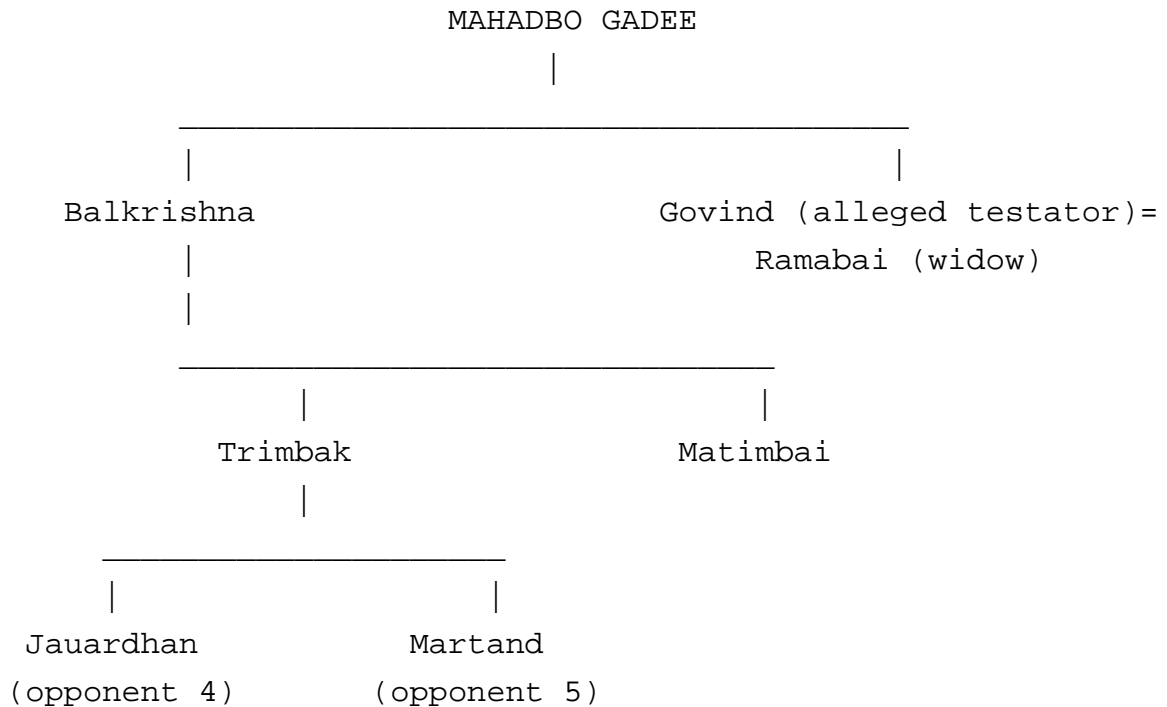 MAHADBO GADEE
Balkrishna Govind (alleged testator)=
Ramabai (widow)
Trimbak Matimbai
Jauardhan Martand
(opponent 4) (opponent 5)